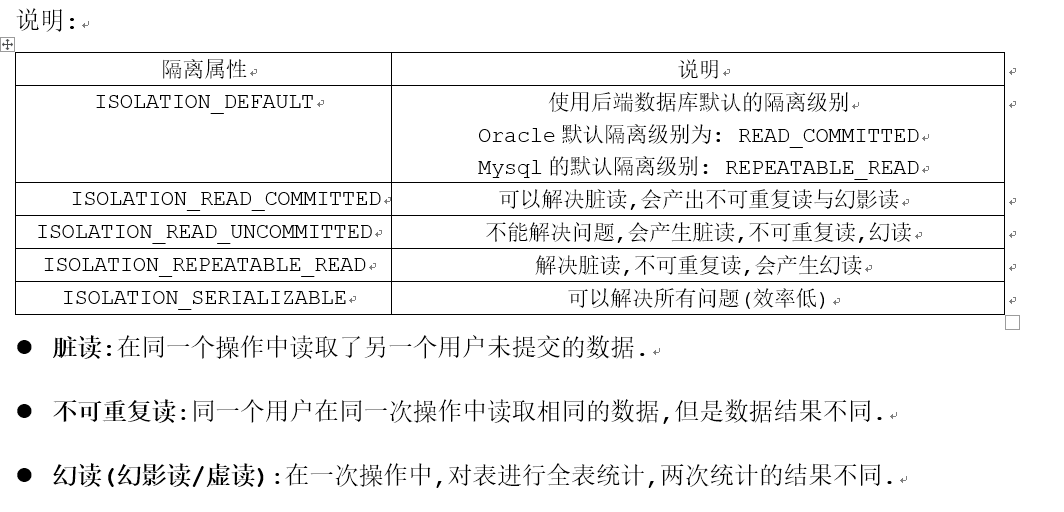 说明:
隔离属性 说明
ISOLATION_DEFAULT 使用后端数据库默认的隔离级别
Oracle 默认隔离级别为: READ_COMMITTED
Mysql 的默认隔离级别: REPEATABLE_READ
ISOLATION_READ_COMMITTED 可以解决脏读,会产出不可重复读与幻影读
ISOLATION_READ_UNCOMMITTED 不能解决问题,会产生脏读,不可重复读,幻读
ISOLATION_REPEATABLE_READ 解决脏读,不可重复读,会产生幻读
ISOLATION_SERIALIZABLE 可以解决所有问题(效率低)
● 脏读:在同一个操作中读取了另一个用户未提交的数据.
● 不可重复读:同一个用户在同一次操作中读取相同的数据,但是数据结果不同.
● 幻读(幻影读/虚读):在一次操作中,对表进行全表统计,两次统计的结果不同.